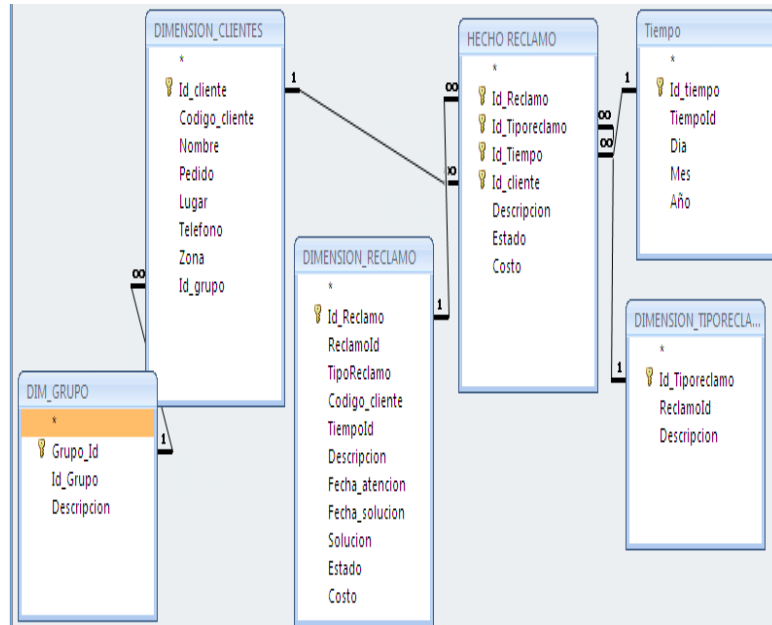 DIMENSION_CLIENTES
*
Id_cliente
Codigo_cliente
Nombre
Pedido
Lugar
Telefono
Zona
Id_grupo
1
∞
HECHO RECLAMO
*
Id_Reclamo
Id_Tiporeclamo
Id_Tiempo
Id_cliente
Descripcion
Estado
Costo
∞
∞
∞
∞
Tiempo
*
Id_tiempo
TiempoId
Dia
Mes
Año
1
DIMENSION_RECLAMO
*
Id_Reclamo
ReclamoId
TipoReclamo
Codigo_cliente
TiempoId
Descripcion
Fecha_atencion
Fecha_solucion
Solucion
Estado
Costo
1
DIMENSION_TIPORECLA...
*
Id_Tiporeclamo
ReclamoId
Descripcion
1
DIM_GRUPO
*
Grupo_Id
Id_Grupo
Descripcion
1